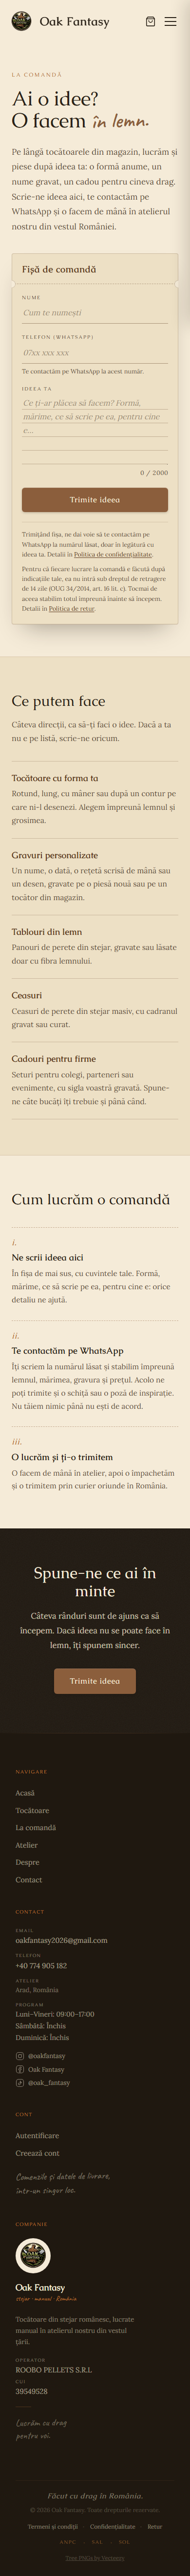 Oak Fantasy
LA COMANDĂ
Ai o idee?
O facem în lemn.
Pe lângă tocătoarele din magazin, lucrăm și
piese după ideea ta: o formă anume, un
nume gravat, un cadou pentru cineva drag.
Scrie-ne ideea aici, te contactăm pe
WhatsApp și o facem de mână în atelierul
nostru din vestul României.
Fișă de comandă
NUME
Cum te numești
TELEFON (WHATSAPP)
07xx xxx xxx
Te contactăm pe WhatsApp la acest număr.
IDEEA TA
Ce ți-ar plăcea să facem? Formă,
mărime, ce să scrie pe ea, pentru cine
e...
0 / 2000
Trimite ideea
Trimițând fișa, ne dai voie să te contactăm pe
WhatsApp la numărul lăsat, doar în legătură cu
ideea ta. Detalii în Politica de confidențialitate.
Pentru că fiecare lucrare la comandă e făcută după
indicațiile tale, ea nu intră sub dreptul de retragere
de 14 zile (OUG 34/2014, art. 16 lit. c). Tocmai de
aceea stabilim totul împreună înainte să începem.
Detalii în Politica de retur.
Ce putem face
Câteva direcții, ca să-ți faci o idee. Dacă a ta
nu e pe listă, scrie-ne oricum.
Tocătoare cu forma ta
Rotund, lung, cu mâner sau după un contur pe
care ni-l desenezi. Alegem împreună lemnul și
grosimea.
Gravuri personalizate
Un nume, o dată, o rețetă scrisă de mână sau
un desen, gravate pe o piesă nouă sau pe un
tocător din magazin.
Tablouri din lemn
Panouri de perete din stejar, gravate sau lăsate
doar cu fibra lemnului.
Ceasuri
Ceasuri de perete din stejar masiv, cu cadranul
gravat sau curat.
Cadouri pentru firme
Seturi pentru colegi, parteneri sau
evenimente, cu sigla voastră gravată. Spune-
ne câte bucăți îți trebuie și până când.
Cum lucrăm o comandă
i.
Ne scrii ideea aici
În fișa de mai sus, cu cuvintele tale. Formă,
mărime, ce să scrie pe ea, pentru cine e: orice
detaliu ne ajută.
ii.
Te contactăm pe WhatsApp
Îți scriem la numărul lăsat și stabilim împreună
lemnul, mărimea, gravura și prețul. Acolo ne
poți trimite și o schiță sau o poză de inspirație.
Nu tăiem nimic până nu ești de acord.
iii.
O lucrăm și ți-o trimitem
O facem de mână în atelier, apoi o împachetăm
și o trimitem prin curier oriunde în România.
Spune-ne ce ai în
minte
Câteva rânduri sunt de ajuns ca să
începem. Dacă ideea nu se poate face în
lemn, îți spunem sincer.
Trimite ideea
NAVIGARE
Acasă
Tocătoare
La comandă
Atelier
Despre
Contact
CONTACT
EMAIL
oakfantasy2026@gmail.com
TELEFON
+40 774 905 182
ATELIER
Arad, România
PROGRAM
Luni–Vineri: 09:00–17:00
Sâmbătă: Închis
Duminică: Închis
@oakfantasy
Oak Fantasy
@oak_fantasy
CONT
Autentificare
Creează cont
Comenzile și datele de livrare,
într-un singur loc.
COMPANIE
Oak Fantasy
stejar · manual · România
Tocătoare din stejar românesc, lucrate
manual în atelierul nostru din vestul
țării.
OPERATOR
ROOBO PELLETS S.R.L
CUI
39549528
Lucrăm cu drag
pentru voi.
Făcut cu drag în România.
© 2026 Oak Fantasy. Toate drepturile rezervate.
Termeni și condiții · Confidențialitate · Retur
ANPC · SAL · SOL